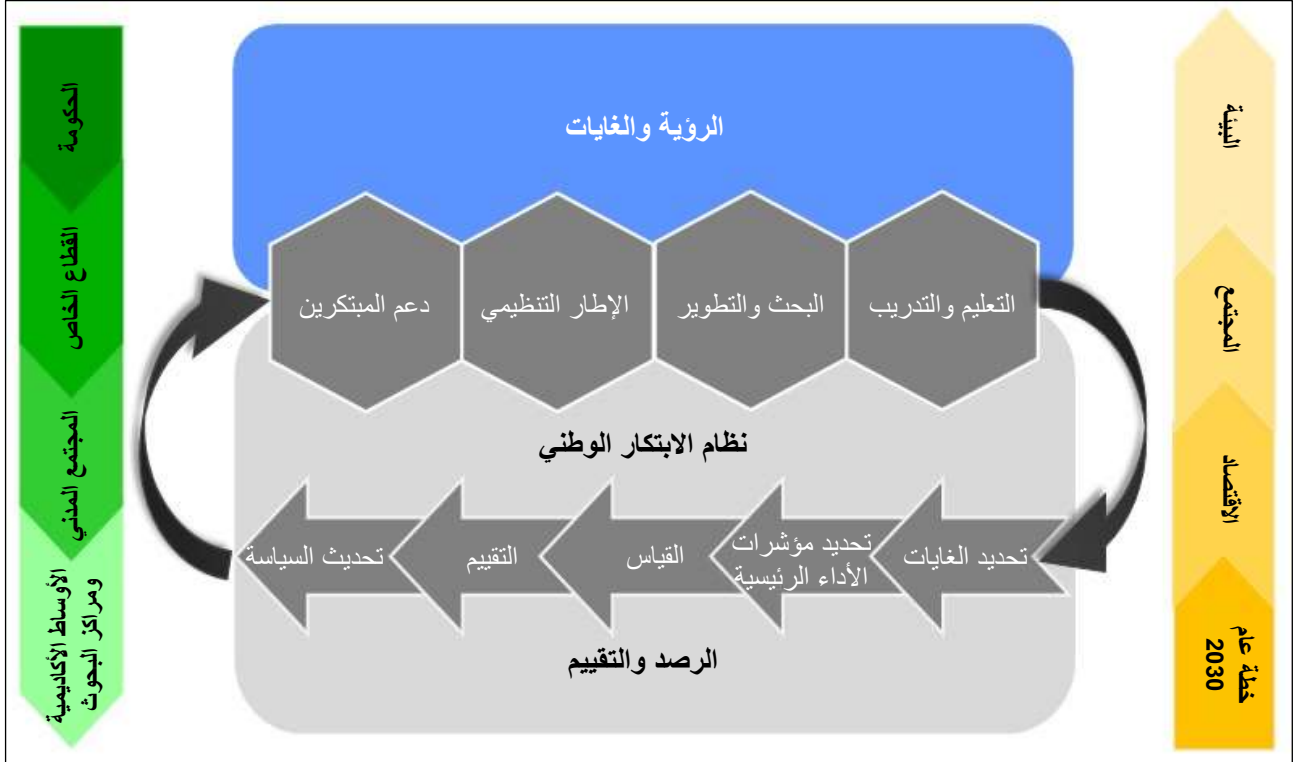 الرؤية والغايات
التعليم والتدريب
البحث والتطوير
الإطار التنظيمي
دعم المبتكرين
نظام الابتكار الوطني
تحديد الغايات
تحديد مؤشرات
الأداء الرئيسية
القياس
التقييم
تحديث السياسة
الرصد والتقييم
البيئة
المجتمع
الإقتصاد
خطة عام
2030
الحكومة
القطاع الخاص
المجتمع المدني
الأوساط الأكاديمية
ومراكز البحوث